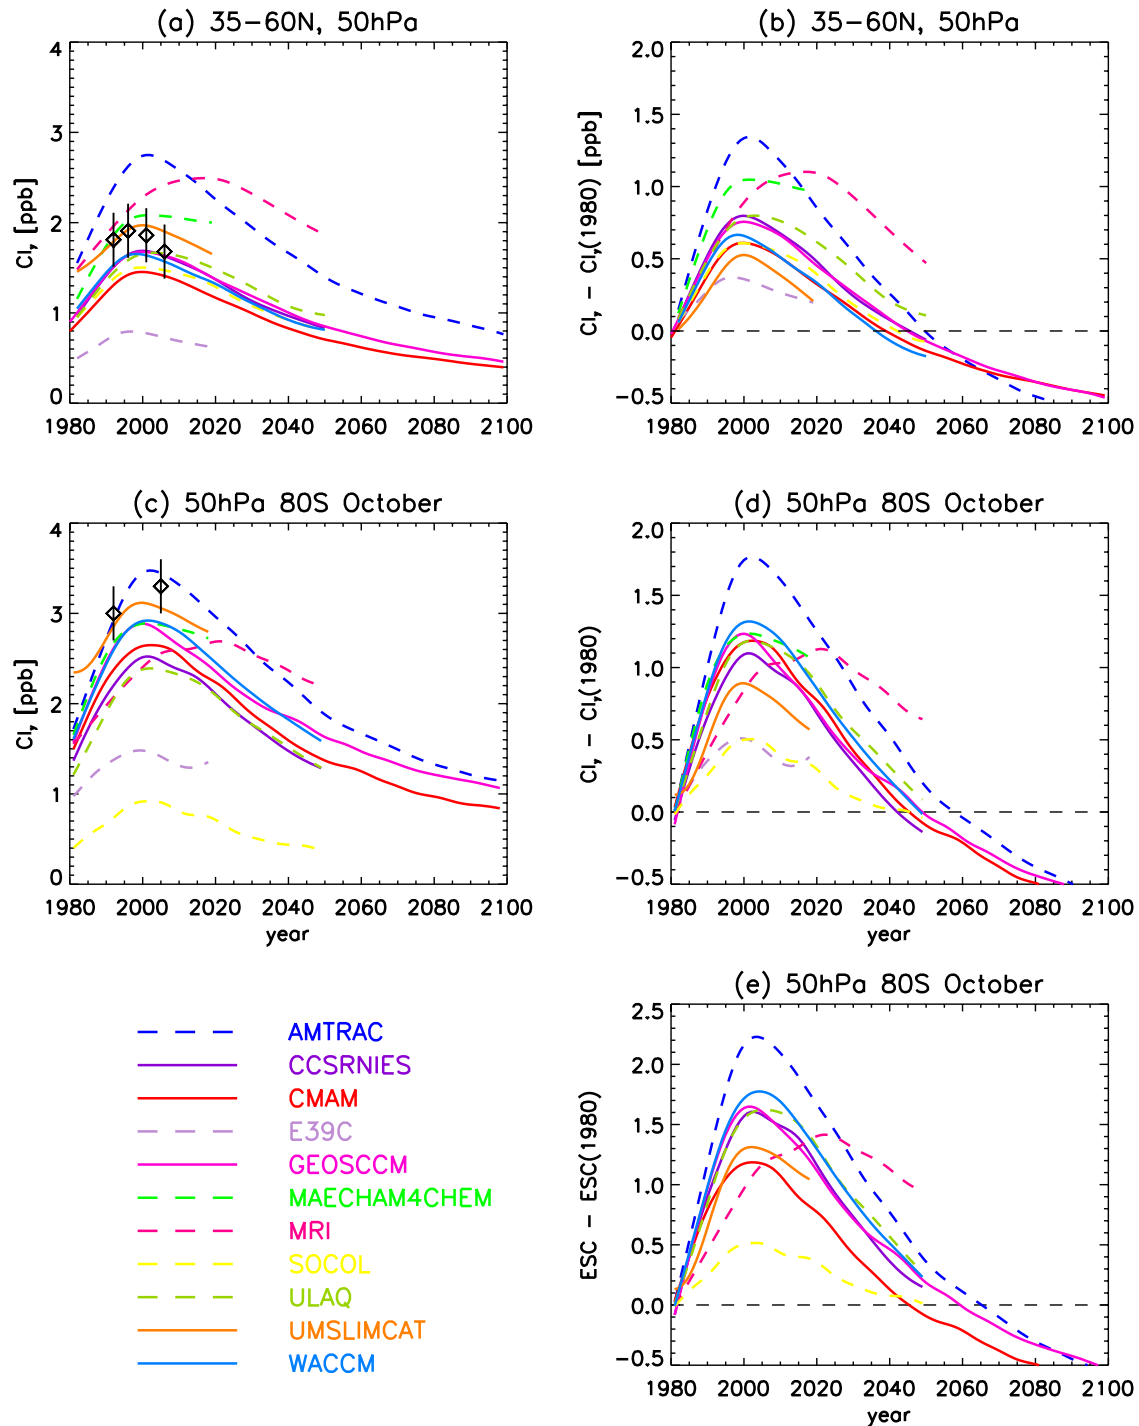 (a) 35−60N, 50hPa
Cly [ppb]
4
3
2
1
0
1980 2000 2020 2040 2060 2080 2100
(b) 35−60N, 50hPa
Cly − Cly(1980) [ppb]
2.0
1.5
1.0
0.5
0.0
−0.5
1980 2000 2020 2040 2060 2080 2100
(c) 50hPa 80S October
Cly [ppb]
4
3
2
1
0
1980 2000 2020 2040 2060 2080 2100
year
(d) 50hPa 80S October
Cly − Cly(1980)
2.0
1.5
1.0
0.5
0.0
−0.5
1980 2000 2020 2040 2060 2080 2100
year
AMTRAC
CCSRNIES
CMAM
E39C
GEOSCCM
MAECHAM4CHEM
MRI
SOCOL
ULAQ
UMSLIMCAT
WACCM
(e) 50hPa 80S October
ESC − ESC(1980)
2.5
2.0
1.5
1.0
0.5
0.0
−0.5
1980 2000 2020 2040 2060 2080 2100
year